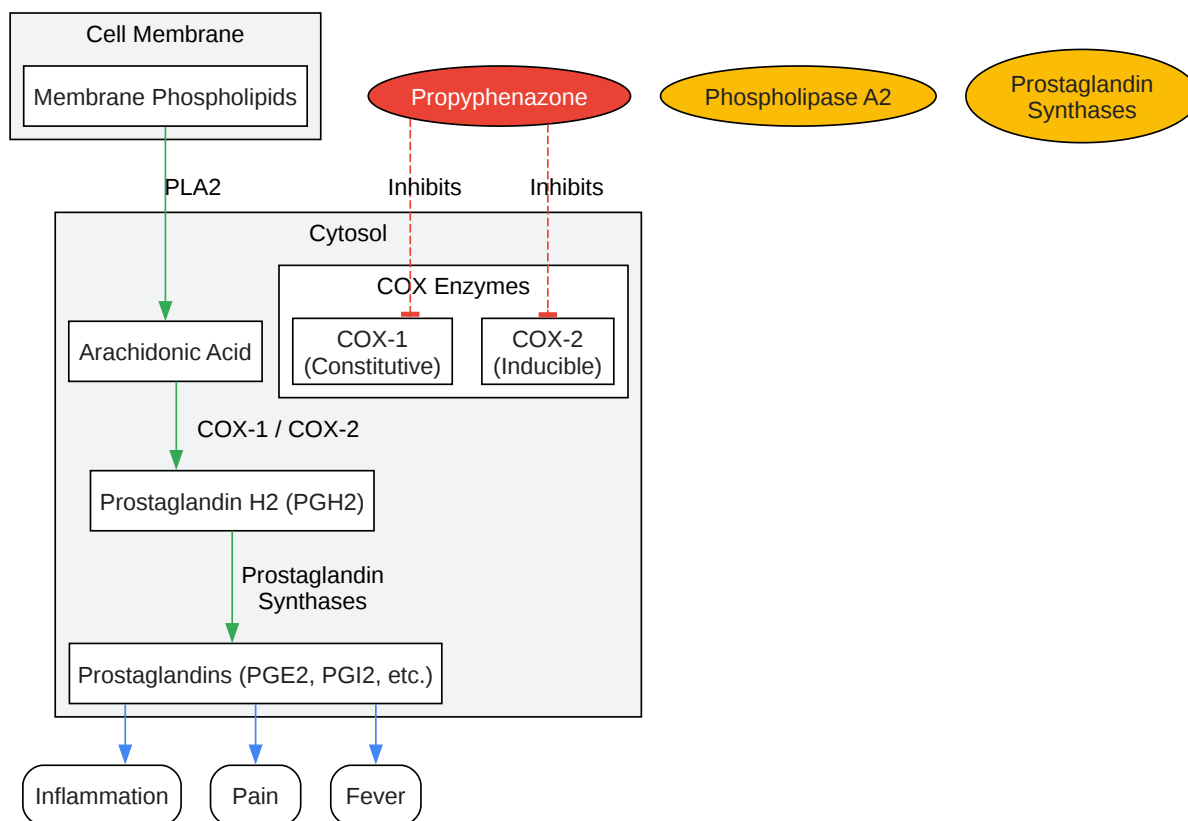 Cell Membrane
Membrane Phospholipids
Propyphenazone
Phospholipase A2
Prostaglandin
Synthases
PLA2
Inhibits
Inhibits
Cytosol
COX Enzymes
COX-1
(Constitutive)
COX-2
(Inducible)
Arachidonic Acid
COX-1 / COX-2
Prostaglandin H2 (PGH2)
Prostaglandin
Synthases
Prostaglandins (PGE2, PGI2, etc.)
Inflammation
Pain
Fever